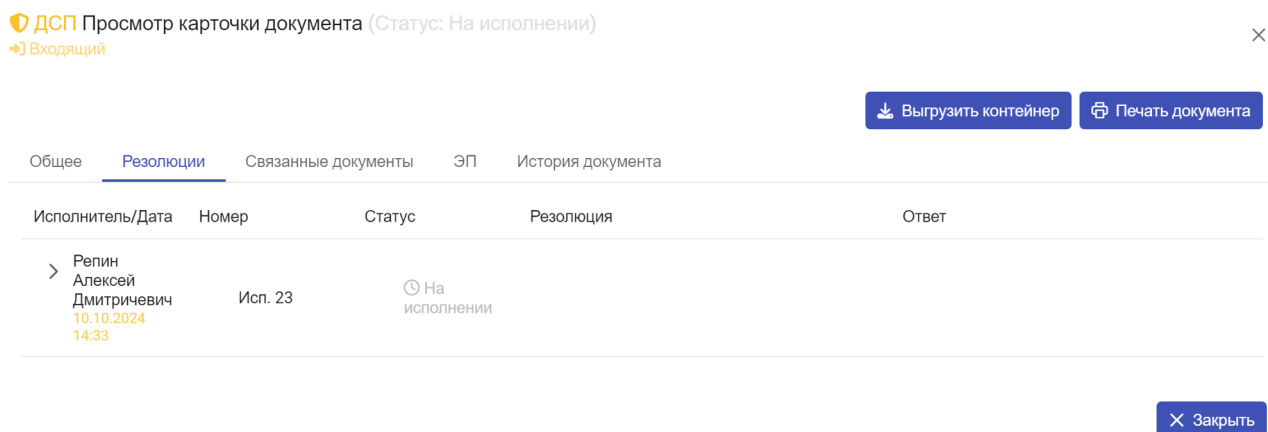 ДСП Просмотр карточки документа (Статус: На исполнении)
Входящий
Выгрузить контейнер Печать документа
Общее Резолюции Связанные документы ЭП История документа
Исполнитель/Дата Номер Статус Резолюция Ответ
Репин
Алексей
Дмитричевич
10.10.2024
14:33
Исп. 23
На
исполнении
Закрыть